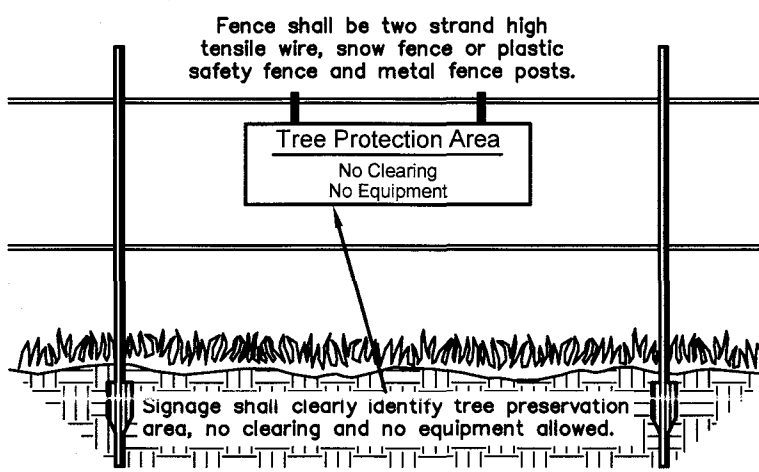 Fence shall be two strand high
tensile wire, snow fence or plastic
safety fence and metal fence posts.
Tree Protection Area
No Clearing
No Equipment
Signage shall clearly identify tree preservation
area, no clearing and no equipment allowed.